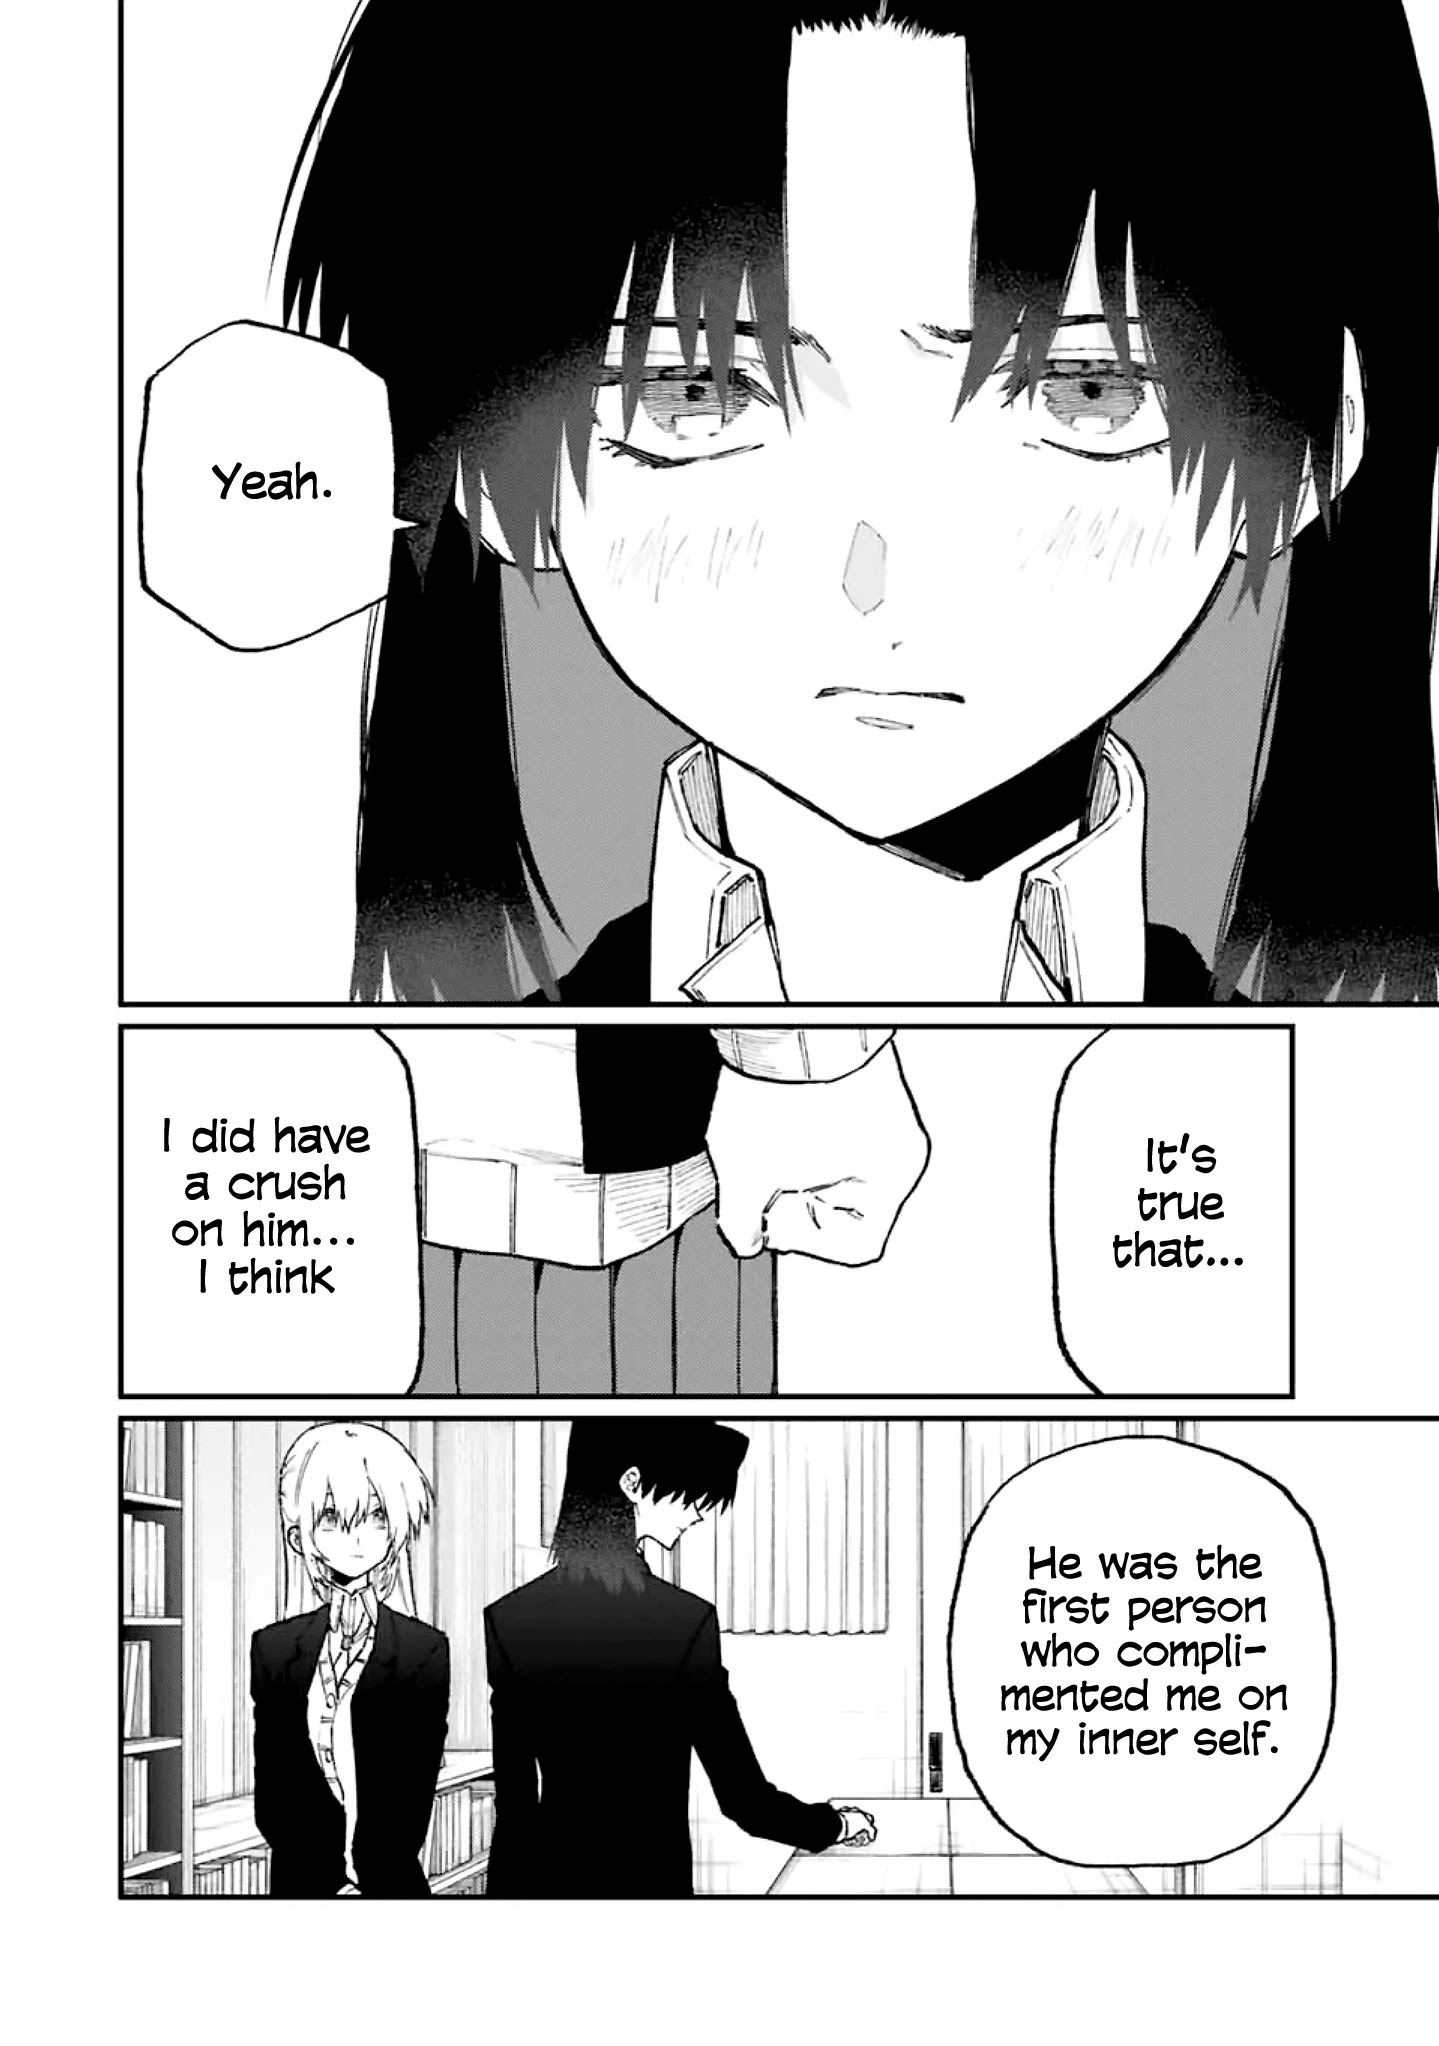 Yeah.
It's
true
that...
I did have
a crush
on him...
I think
He was the
first person
who compli-
mented me on
my inner self.